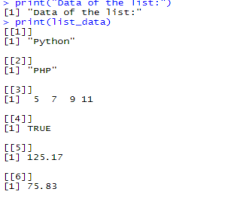 > print("Data of the list:")
[1] "Data of the list:"
> print(list_data)
[[1]]
[1] "Python"
[[2]]
[1] "PHP"
[[3]]
[1]  5  7  9 11
[[4]]
[1] TRUE
[[5]]
[1] 125.17
[[6]]
[1] 75.83